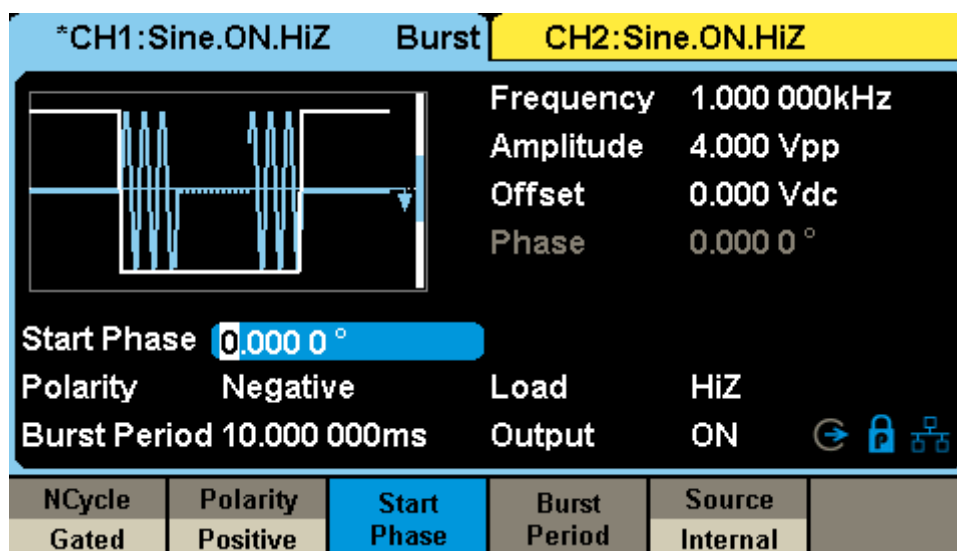 *CH1:Sine.ON.HiZ Burst CH2:Sine.ON.HiZ
Frequency 1.000 000kHz
Amplitude 4.000 Vpp
Offset 0.000 Vdc
Phase 0.000 0 °
Start Phase 0.000 0 °
Polarity Negative Load HiZ
Burst Period 10.000 000ms Output ON P
NCycle Polarity Start Burst Source
Gated Positive Phase Period Internal